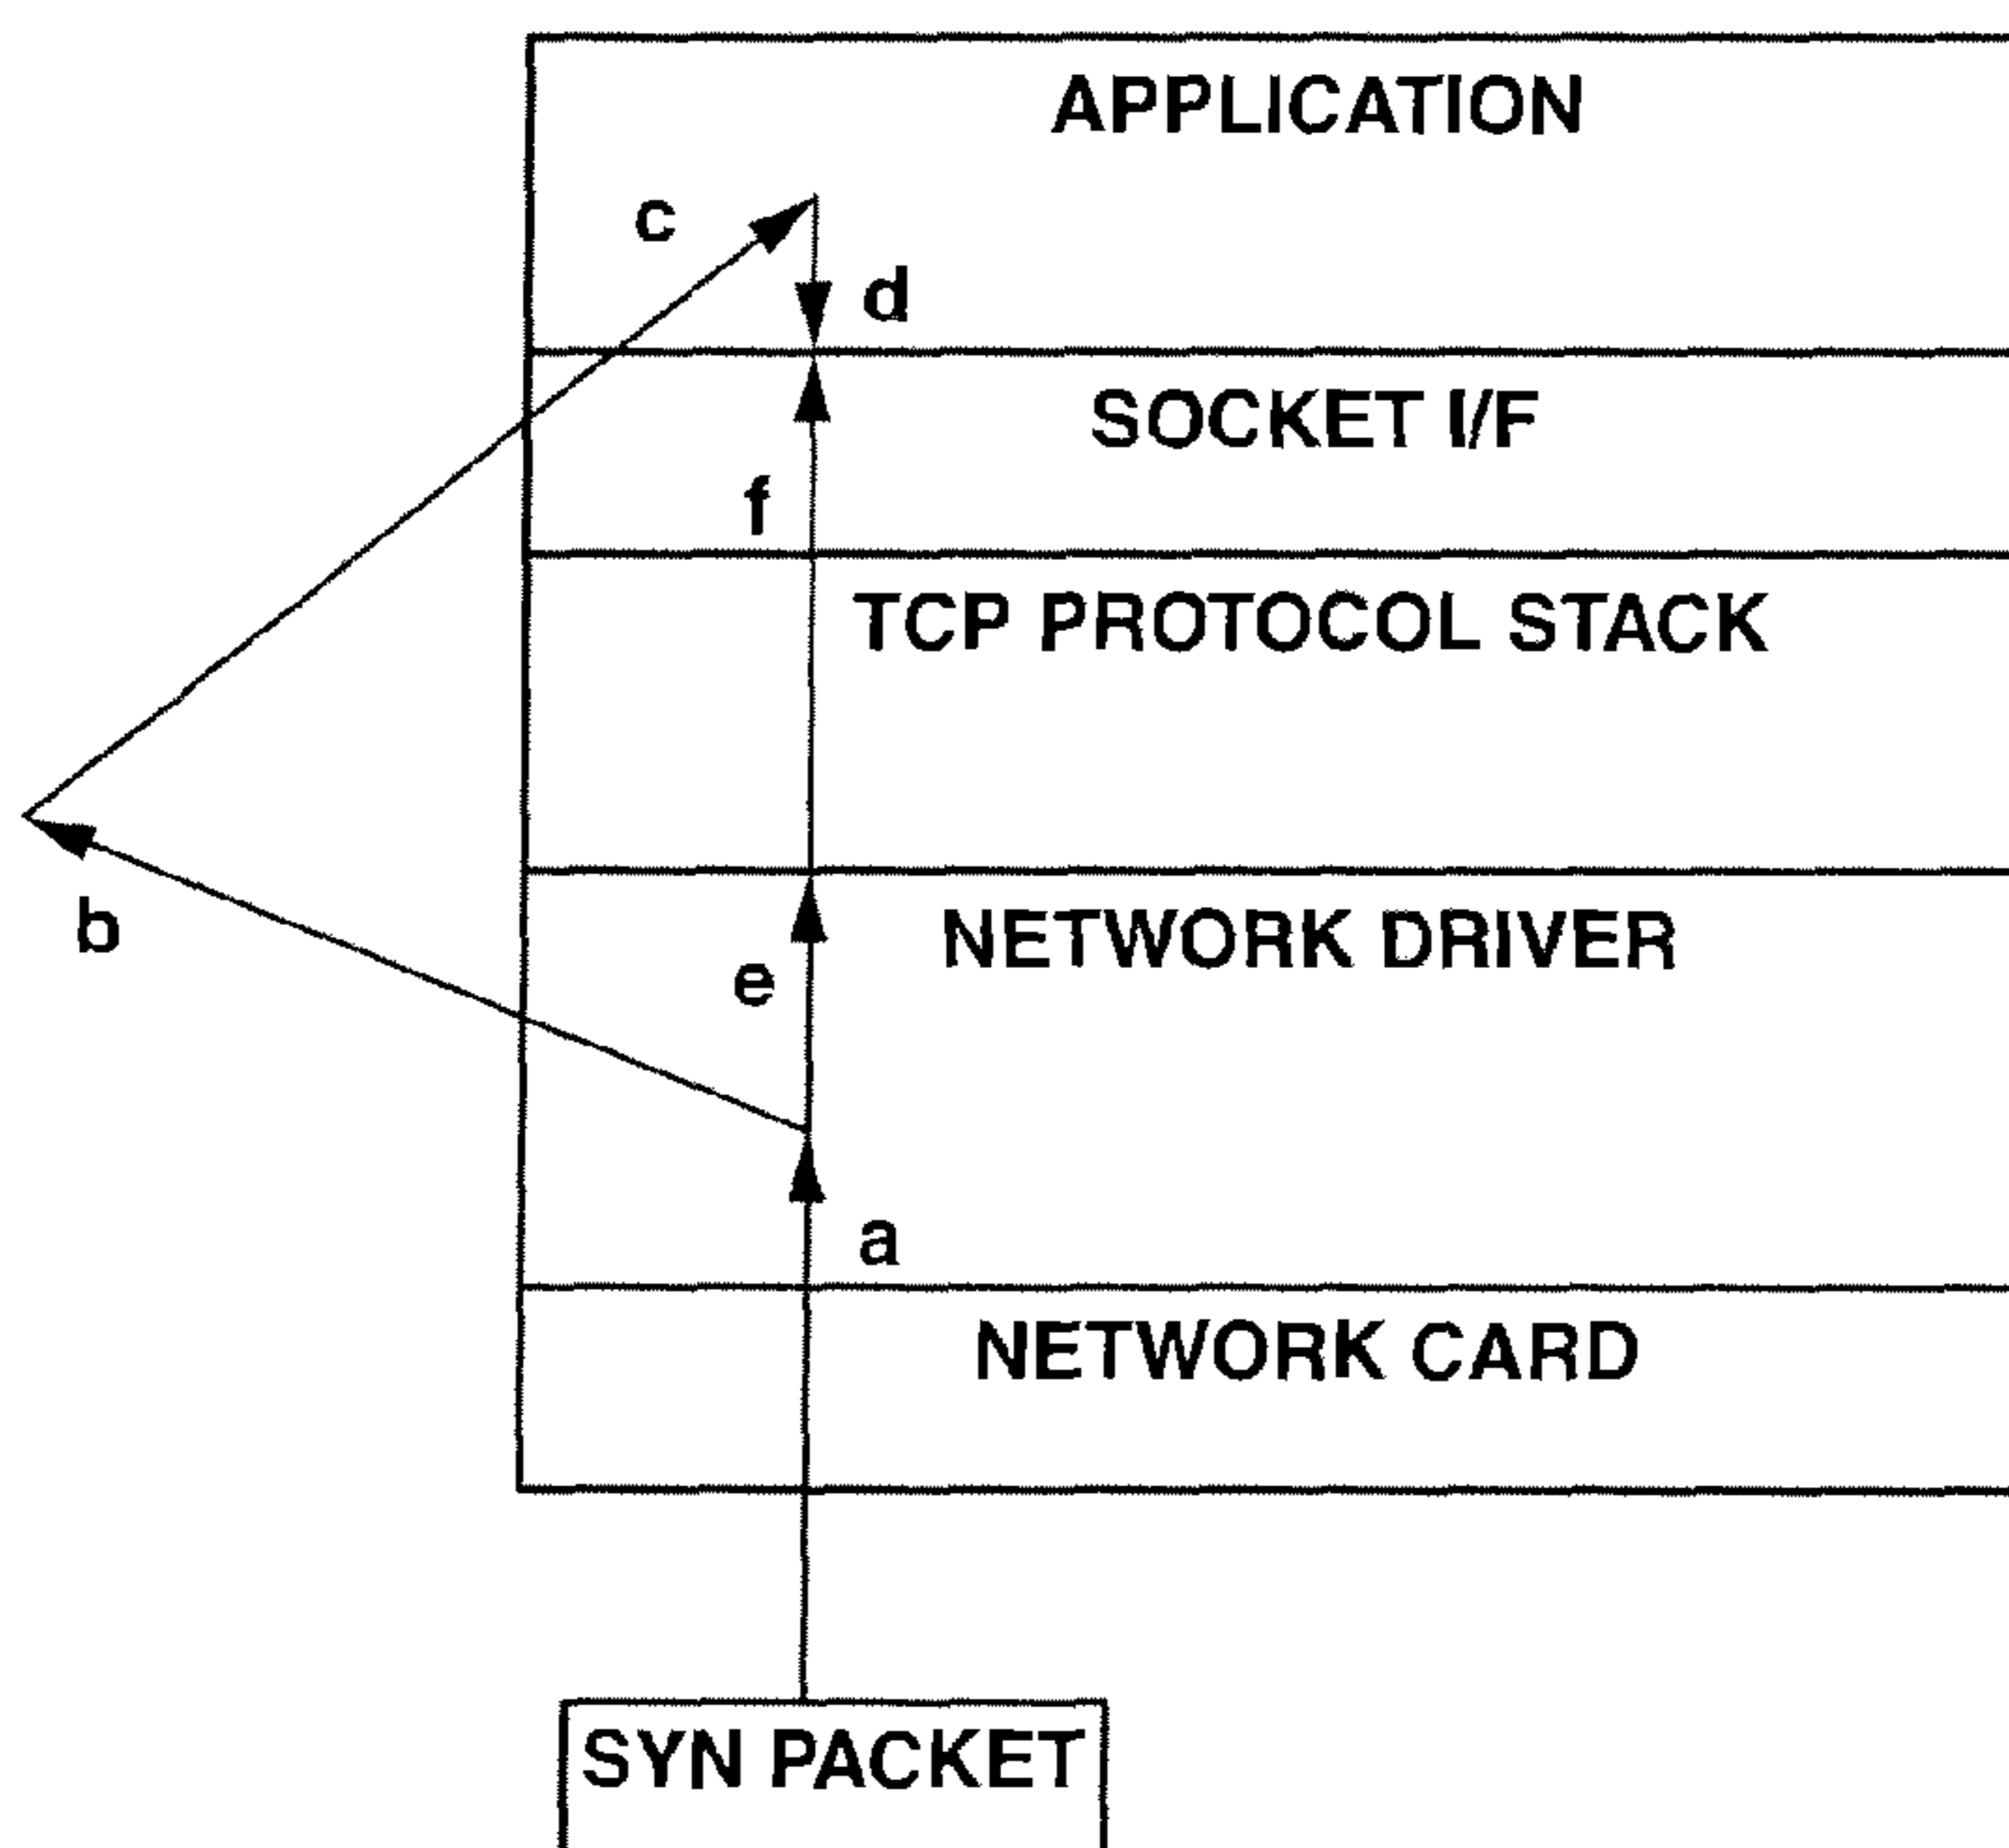 APPLICATION
c
d
SOCKET I/F
f
TCP PROTOCOL STACK
b
NETWORK DRIVER
e
a
NETWORK CARD
SYN PACKET